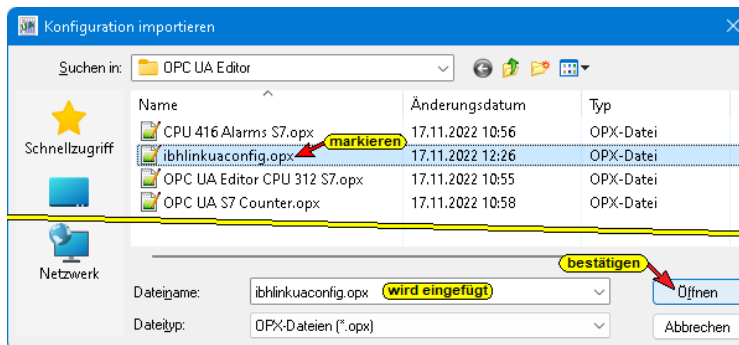 Konfiguration importieren
Suchen in: OPC UA Editor
Name Änderungsdatum Typ
CPU 416 Alarms S7.opx 17.11.2022 10:56 OPX-Datei
markieren
ibhlinkuaconfig.opx 17.11.2022 12:26 OPX-Datei
OPC UA Editor CPU 312 S7.opx 17.11.2022 10:55 OPX-Datei
OPC UA S7 Counter.opx 17.11.2022 10:58 OPX-Datei
Schnellzugriff
Netzwerk
bestätigen
Dateiname: ibhlinkuaconfig.opx wird eingefügt Öffnen
Dateityp: OPX-Dateien (*.opx) Abbrechen